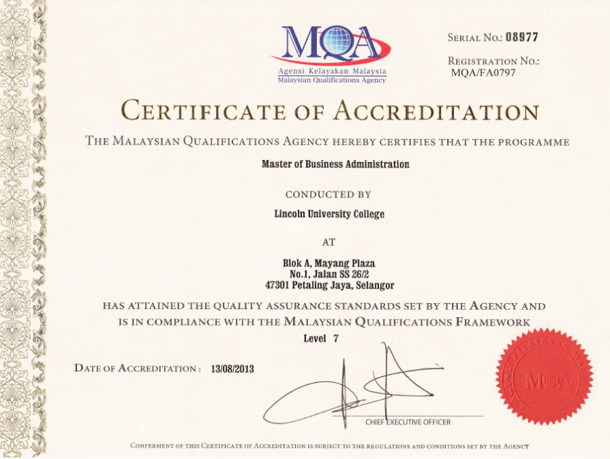 MQA
Agensi Kelayakan Malaysia
Malaysian Qualifications Agency
Serial No.: 08977
Registration No.:
MQA/FA0797
Certificate of Accreditation
The Malaysian Qualifications Agency hereby certifies that the programme
Master of Business Administration
conducted by
Lincoln University College
at
Blok A, Mayang Plaza
No.1, Jalan SS 26/2
47301 Petaling Jaya, Selangor
has attained the quality assurance standards set by the Agency and
is in compliance with the Malaysian Qualifications Framework
Level 7
Date of Accreditation : 13/08/2013
CHIEF EXECUTIVE OFFICER
MQA
Conferment of this Certificate of Accreditation is subject to the regulations and conditions set by the Agency